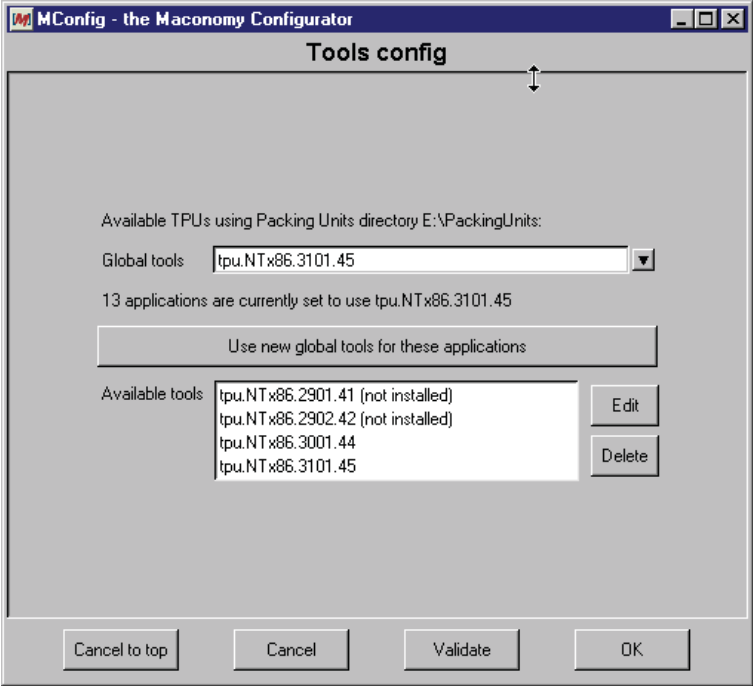 MConfig - the Maconomy Configurator
Tools config
Available TPUs using Packing Units directory E:\PackingUnits:
Global tools tpu.NTx86.3101.45
13 applications are currently set to use tpu.NTx86.3101.45
Use new global tools for these applications
Available tools tpu.NTx86.2901.41 (not installed)
tpu.NTx86.2902.42 (not installed)
tpu.NTx86.3001.44
tpu.NTx86.3101.45
Edit
Delete
Cancel to top Cancel Validate OK